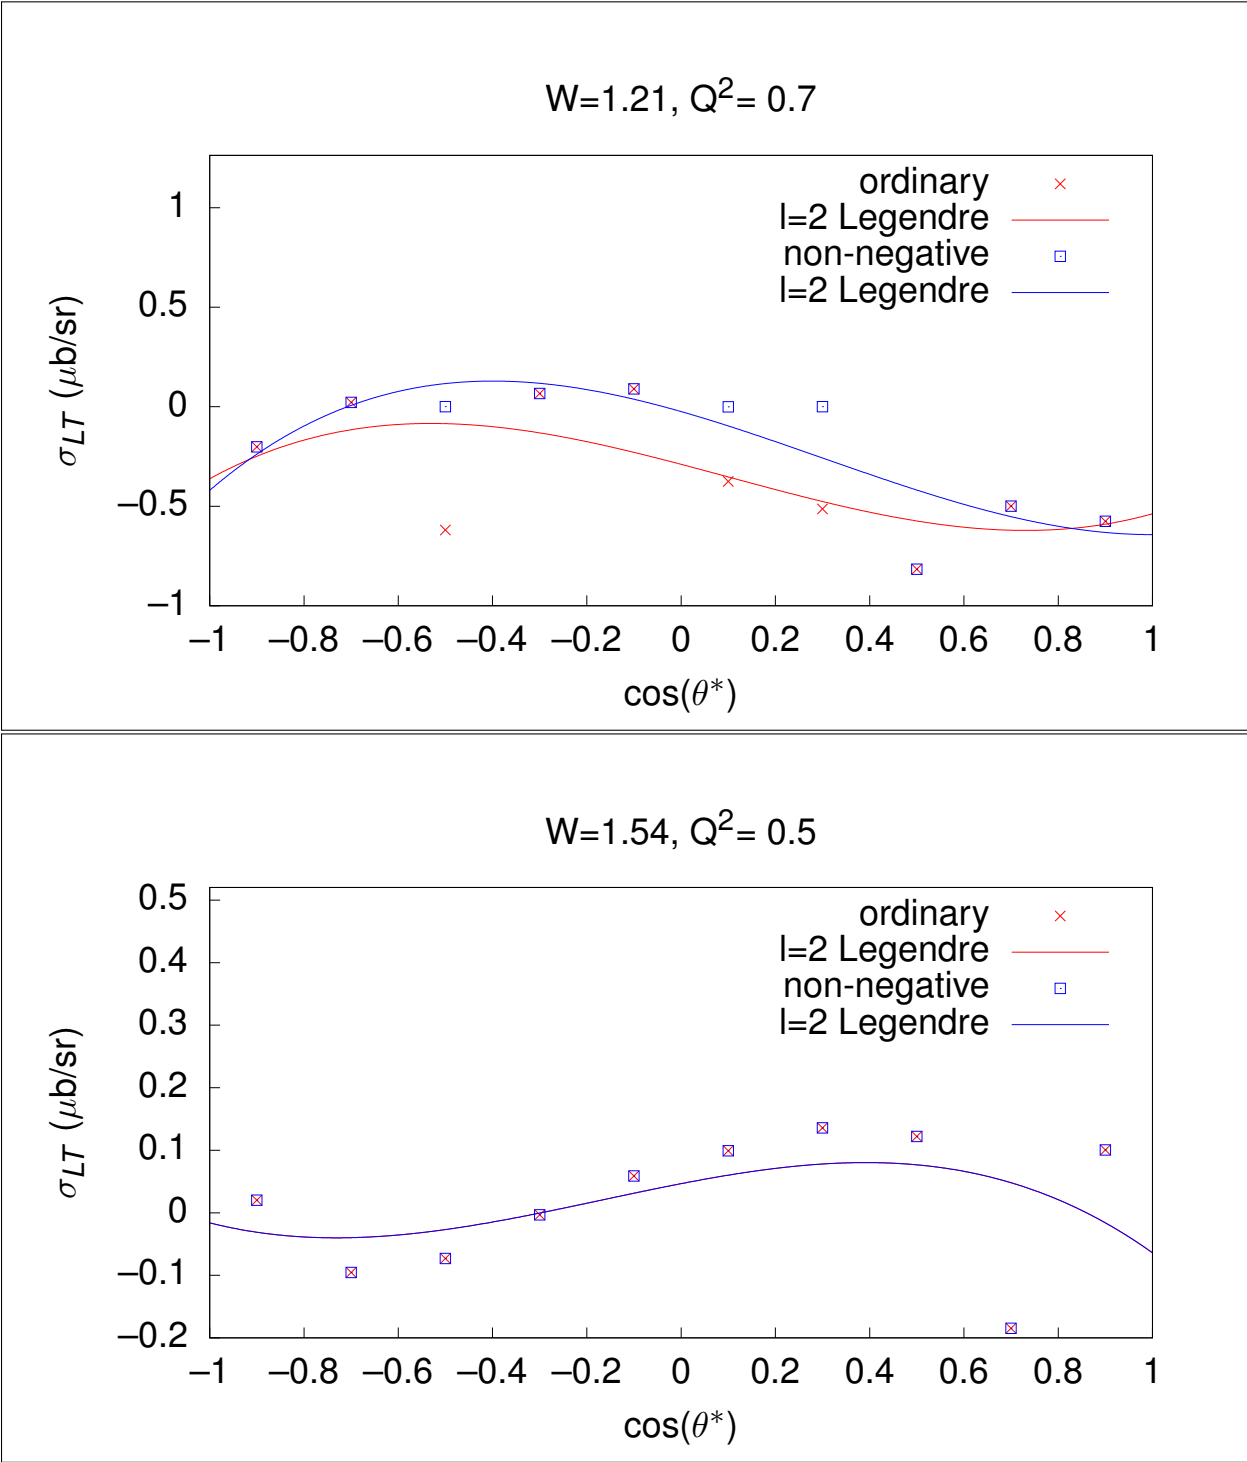 W=1.21, Q²= 0.7
ordinary
l=2 Legendre
non-negative
l=2 Legendre
1
0.5
0
−0.5
−1
σLT (μb/sr)
−1 −0.8 −0.6 −0.4 −0.2 0 0.2 0.4 0.6 0.8 1
cos(θ*)
W=1.54, Q²= 0.5
ordinary
l=2 Legendre
non-negative
l=2 Legendre
0.5
0.4
0.3
0.2
0.1
0
−0.1
−0.2
σLT (μb/sr)
−1 −0.8 −0.6 −0.4 −0.2 0 0.2 0.4 0.6 0.8 1
cos(θ*)